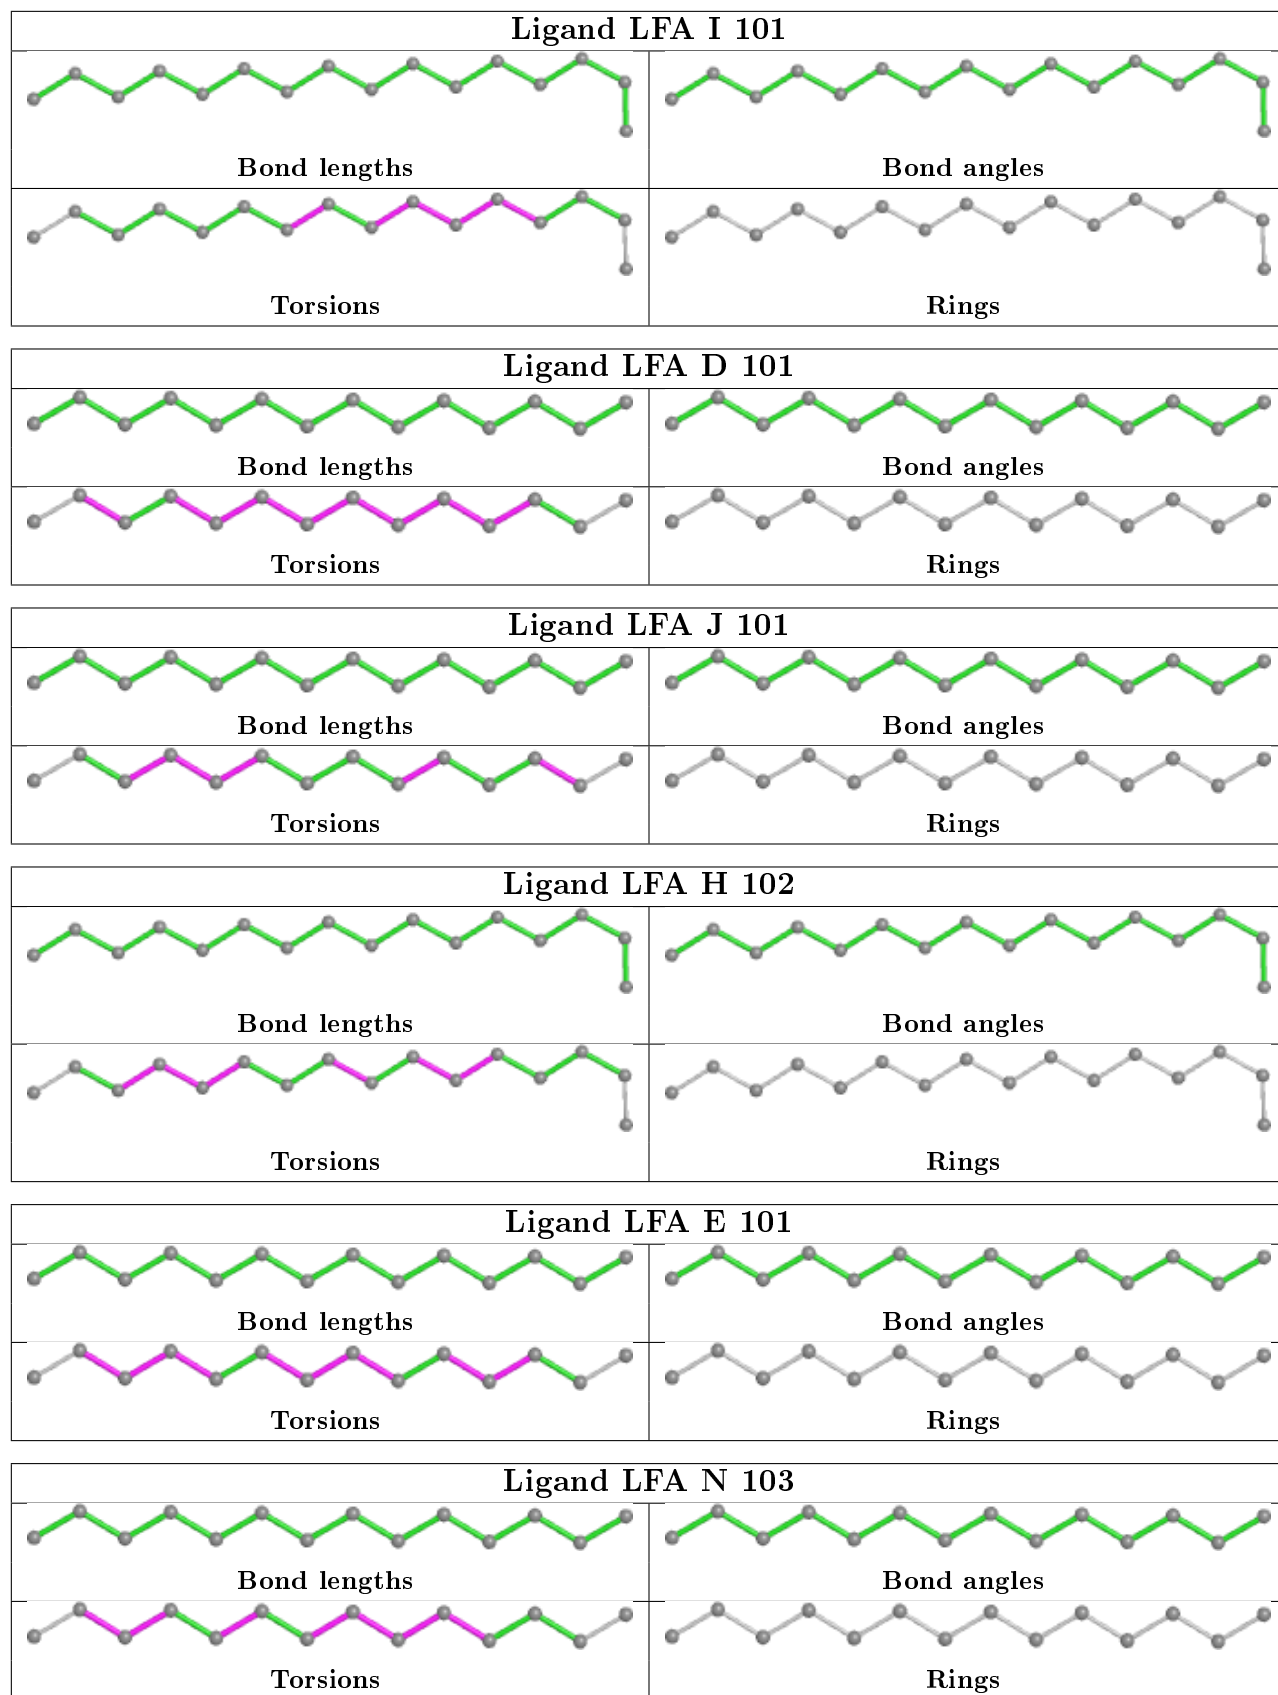 Ligand LFA I 101
Bond lengths Bond angles
Torsions Rings
Ligand LFA D 101
Bond lengths Bond angles
Torsions Rings
Ligand LFA J 101
Bond lengths Bond angles
Torsions Rings
Ligand LFA H 102
Bond lengths Bond angles
Torsions Rings
Ligand LFA E 101
Bond lengths Bond angles
Torsions Rings
Ligand LFA N 103
Bond lengths Bond angles
Torsions Rings